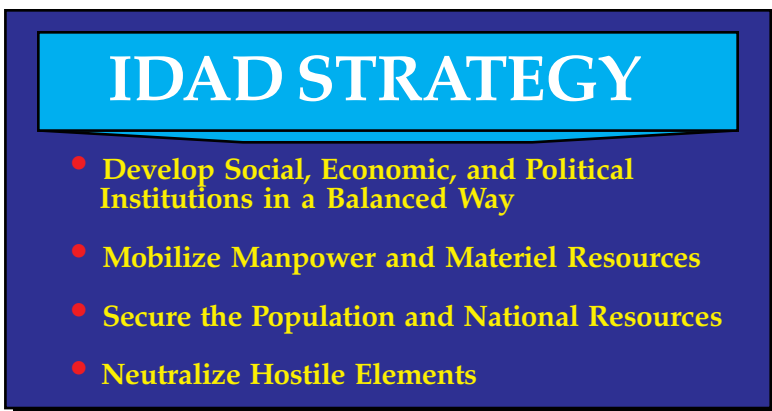 IDAD STRATEGY
• Develop Social, Economic, and Political
Institutions in a Balanced Way
• Mobilize Manpower and Materiel Resources
• Secure the Population and National Resources
• Neutralize Hostile Elements